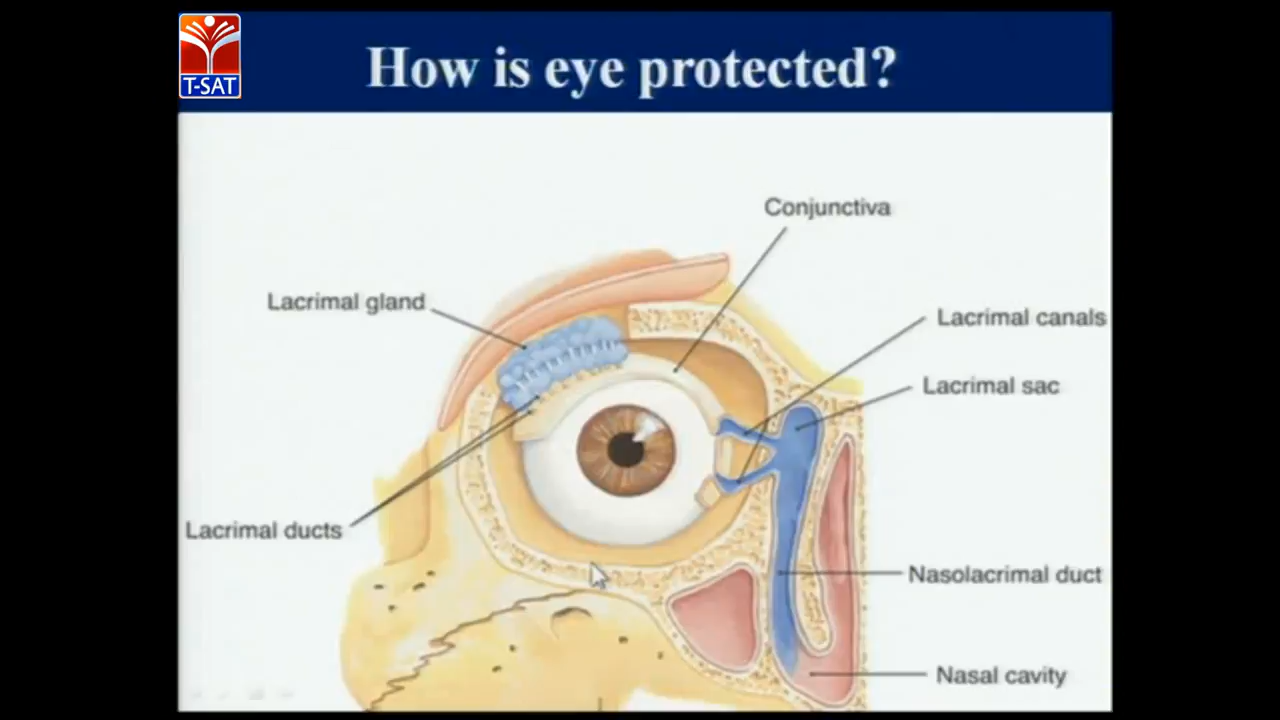 T-SAT
How is eye protected?
Conjunctiva
Lacrimal gland
Lacrimal canals
Lacrimal sac
Lacrimal ducts
Nasolacrimal duct
Nasal cavity